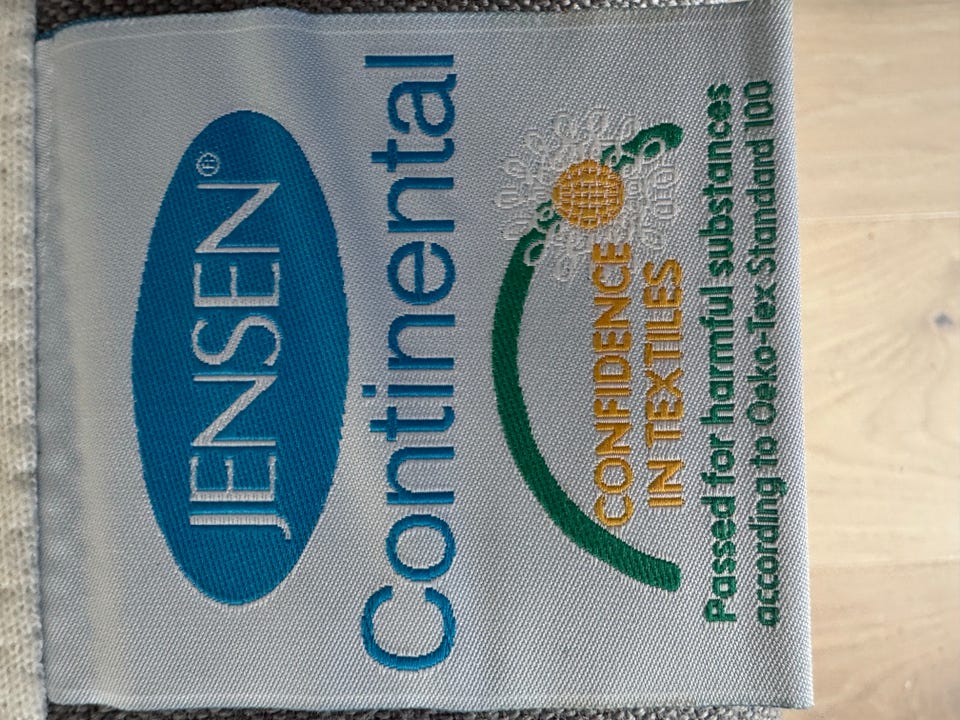 JENSEN®
Continental
CONFIDENCE
IN TEXTILES
Passed for harmful substances
according to Oeko-Tex Standard 100